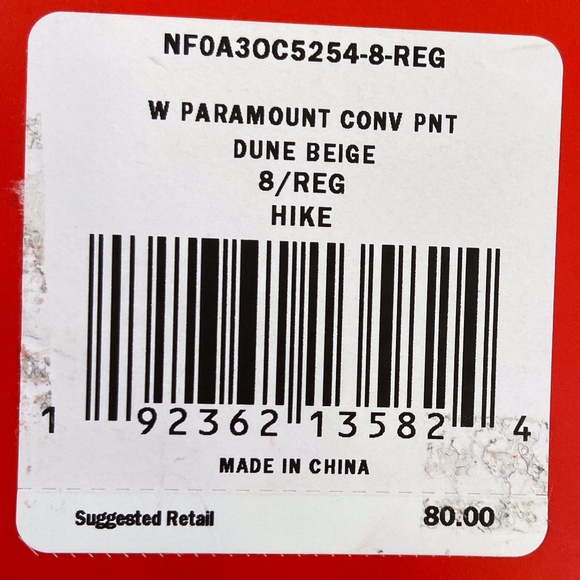 NF0A3OC5254-8-REG
W PARAMOUNT CONV PNT
DUNE BEIGE
8/REG
HIKE
1 92362 13582 4
MADE IN CHINA
Suggested Retail 80.00